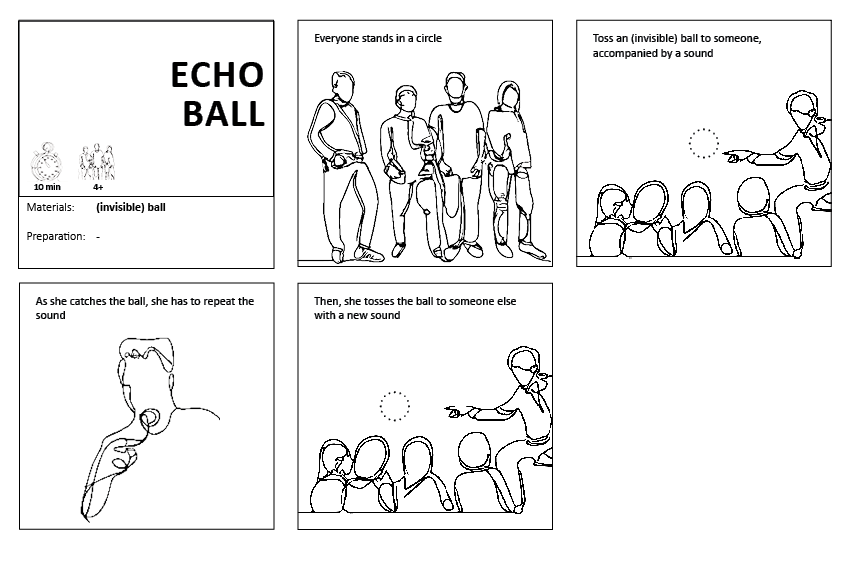 ECHO
BALL
10 min
4+
Materials: (invisible) ball
Preparation: -
Everyone stands in a circle
Toss an (invisible) ball to someone,
accompanied by a sound
As she catches the ball, she has to repeat the
sound
Then, she tosses the ball to someone else
with a new sound